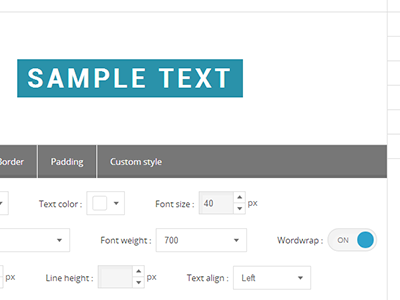 SAMPLE TEXT
Border Padding Custom style
Text color : Font size : 40 px
Font weight : 700 Wordwrap : ON
px Line height : px Text align : Left